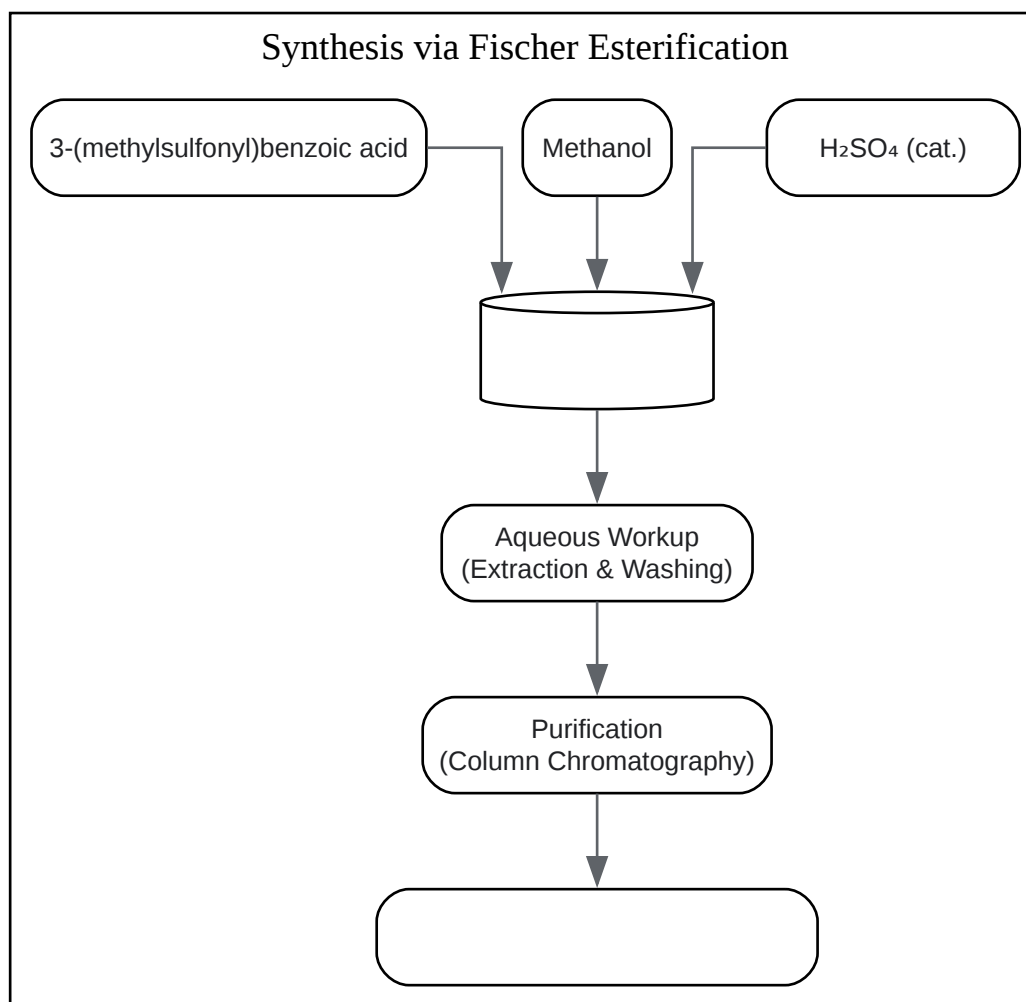 Synthesis via Fischer Esterification
3-(methylsulfonyl)benzoic acid
Methanol
H₂SO₄ (cat.)
Aqueous Workup
(Extraction & Washing)
Purification
(Column Chromatography)